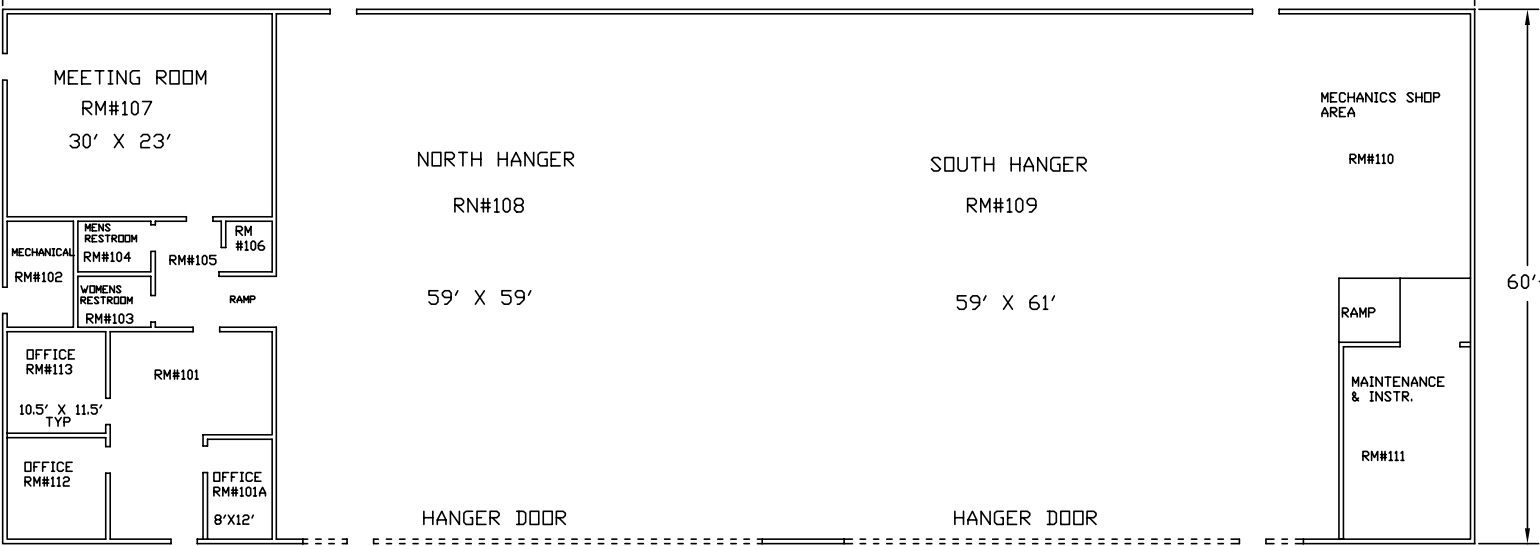 MEETING ROOM
RM#107
30' X 23'
MECHANICS SHOP
AREA
RM#110
NORTH HANGER
RN#108
59' X 59'
SOUTH HANGER
RM#109
59' X 61'
MENS
RESTROOM
RM#104
RM
#106
MECHANICAL
RM#102
RM#105
WOMENS
RESTROOM
RM#103
RAMP
60'
RAMP
OFFICE
RM#113
10.5' X 11.5'
TYP
RM#101
MAINTENANCE
& INSTR.
RM#111
OFFICE
RM#112
OFFICE
RM#101A
8'X12'
HANGER DOOR
HANGER DOOR